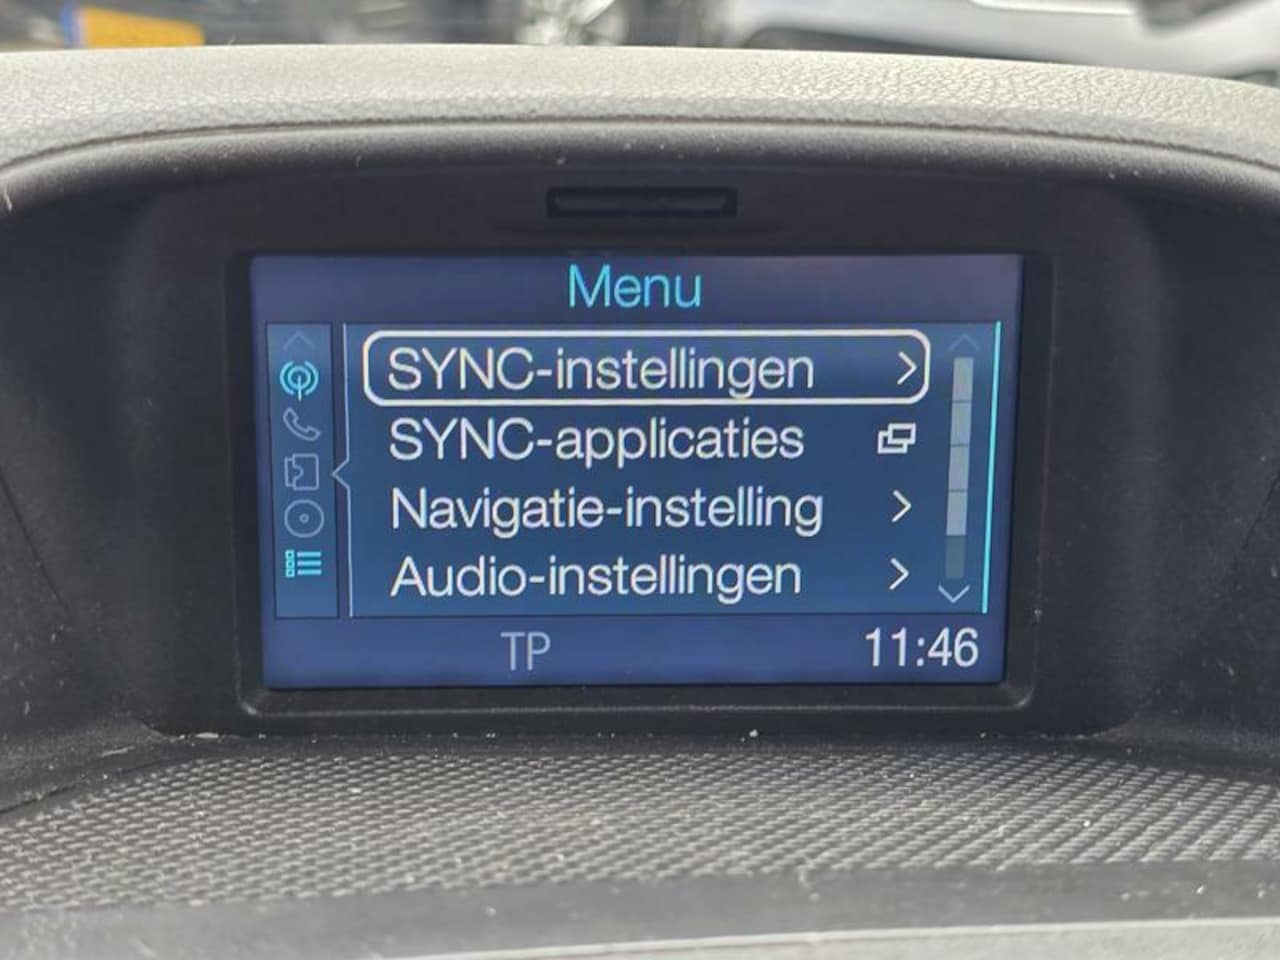 Menu
SYNC-instellingen
SYNC-applicaties
Navigatie-instelling
Audio-instellingen
TP
11:46